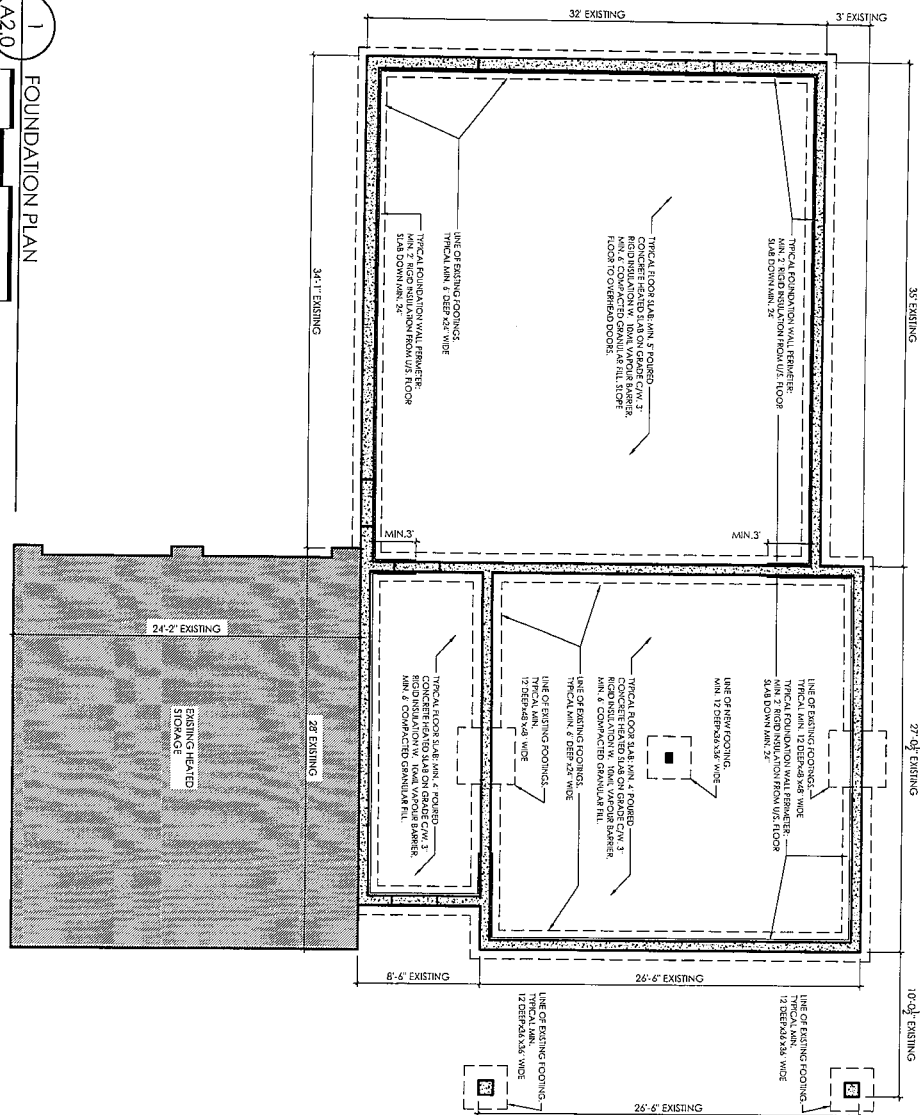 32' EXISTING
3' EXISTING
35' EXISTING
27'-0½" EXISTING
10'-0½" EXISTING
34'-1" EXISTING
28' EXISTING
24'-2" EXISTING
8'-6" EXISTING
26'-6" EXISTING
26'-6" EXISTING
MIN.3'
MIN.3'
TYPICAL FOUNDATION WALL PERIMETER:
MIN. 2" RIGID INSULATION FROM U/S. FLOOR
SLAB DOWN MIN. 24"
TYPICAL FLOOR SLAB: MIN. 5" POURED
CONCRETE HEATED SLAB ON GRADE C/W. 3"
RIGID INSULATION W. 10MIL VAPOUR BARRIER,
MIN. 6" COMPACTED GRANULAR FILL. SLOPE
FLOOR TO OVERHEAD DOORS.
LINE OF EXISTING FOOTINGS.
TYPICAL MIN. 6" DEEP x24" WIDE
TYPICAL FOUNDATION WALL PERIMETER:
MIN. 2" RIGID INSULATION FROM U/S. FLOOR
SLAB DOWN MIN. 24"
LINE OF EXISTING FOOTINGS.
TYPICAL MIN. 12 DEEPx48"x48" WIDE
TYPICAL FOUNDATION WALL PERIMETER:
MIN. 2" RIGID INSULATION FROM U/S. FLOOR
SLAB DOWN MIN. 24"
LINE OF NEW FOOTING.
MIN. 12 DEEPx36"x36" WIDE
TYPICAL FLOOR SLAB: MIN. 4" POURED
CONCRETE HEATED SLAB ON GRADE C/W. 3"
RIGID INSULATION W. 10MIL VAPOUR BARRIER,
MIN. 6" COMPACTED GRANULAR FILL.
LINE OF EXISTING FOOTINGS.
TYPICAL MIN. 6" DEEP x24" WIDE
LINE OF EXISTING FOOTINGS.
TYPICAL MIN.
12 DEEPx48"x48" WIDE
TYPICAL FLOOR SLAB: MIN. 4" POURED
CONCRETE HEATED SLAB ON GRADE C/W. 3"
RIGID INSULATION W. 10MIL VAPOUR BARRIER,
MIN. 6" COMPACTED GRANULAR FILL.
EXISTING HEATED
STORAGE
LINE OF EXISTING FOOTING.
TYPICAL MIN.
12 DEEPx36"x36" WIDE
LINE OF EXISTING FOOTING.
TYPICAL MIN.
12 DEEPx36"x36" WIDE
1
A2.0
FOUNDATION PLAN